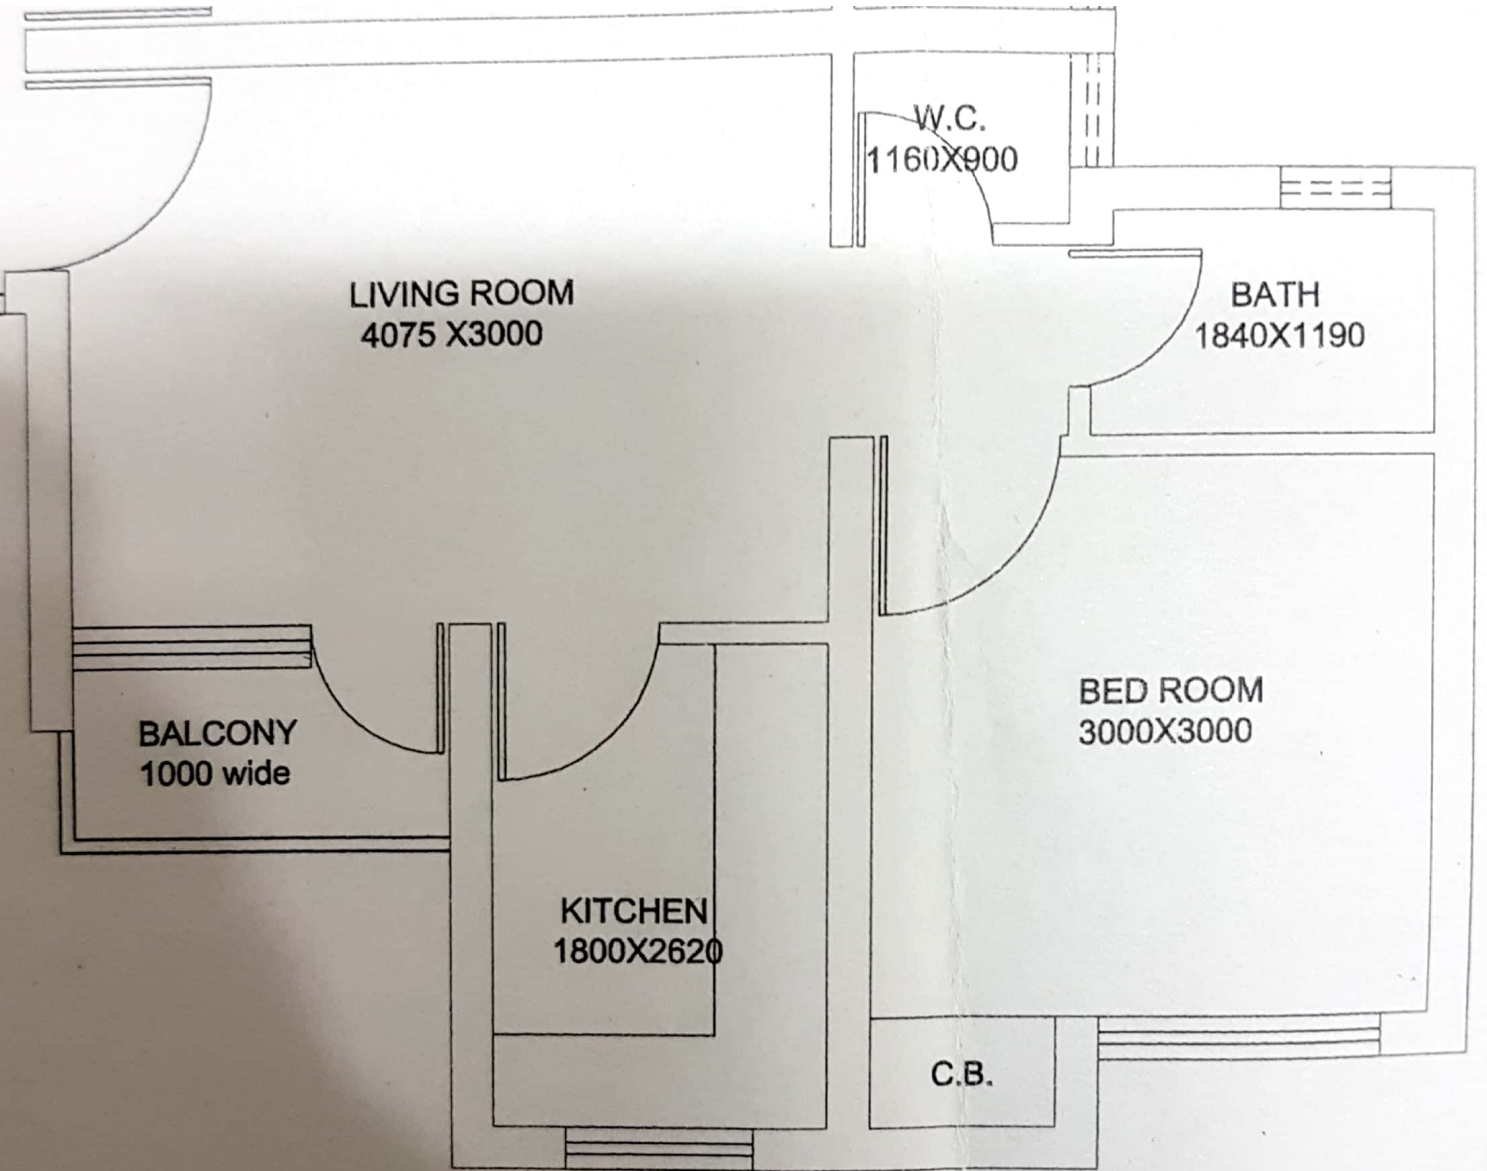 W.C.
1160X900
LIVING ROOM
4075 X3000
BATH
1840X1190
BED ROOM
3000X3000
BALCONY
1000 wide
KITCHEN
1800X2620
C.B.